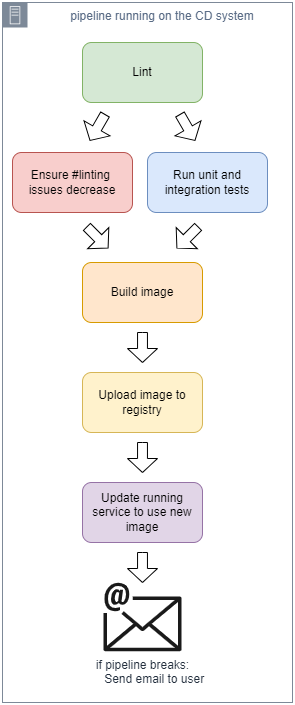 pipeline running on the CD system
Lint
Ensure #linting
issues decrease
Run unit and
integration tests
Build image
Upload image to
registry
Update running
service to use new
image
@
if pipeline breaks:
Send email to user